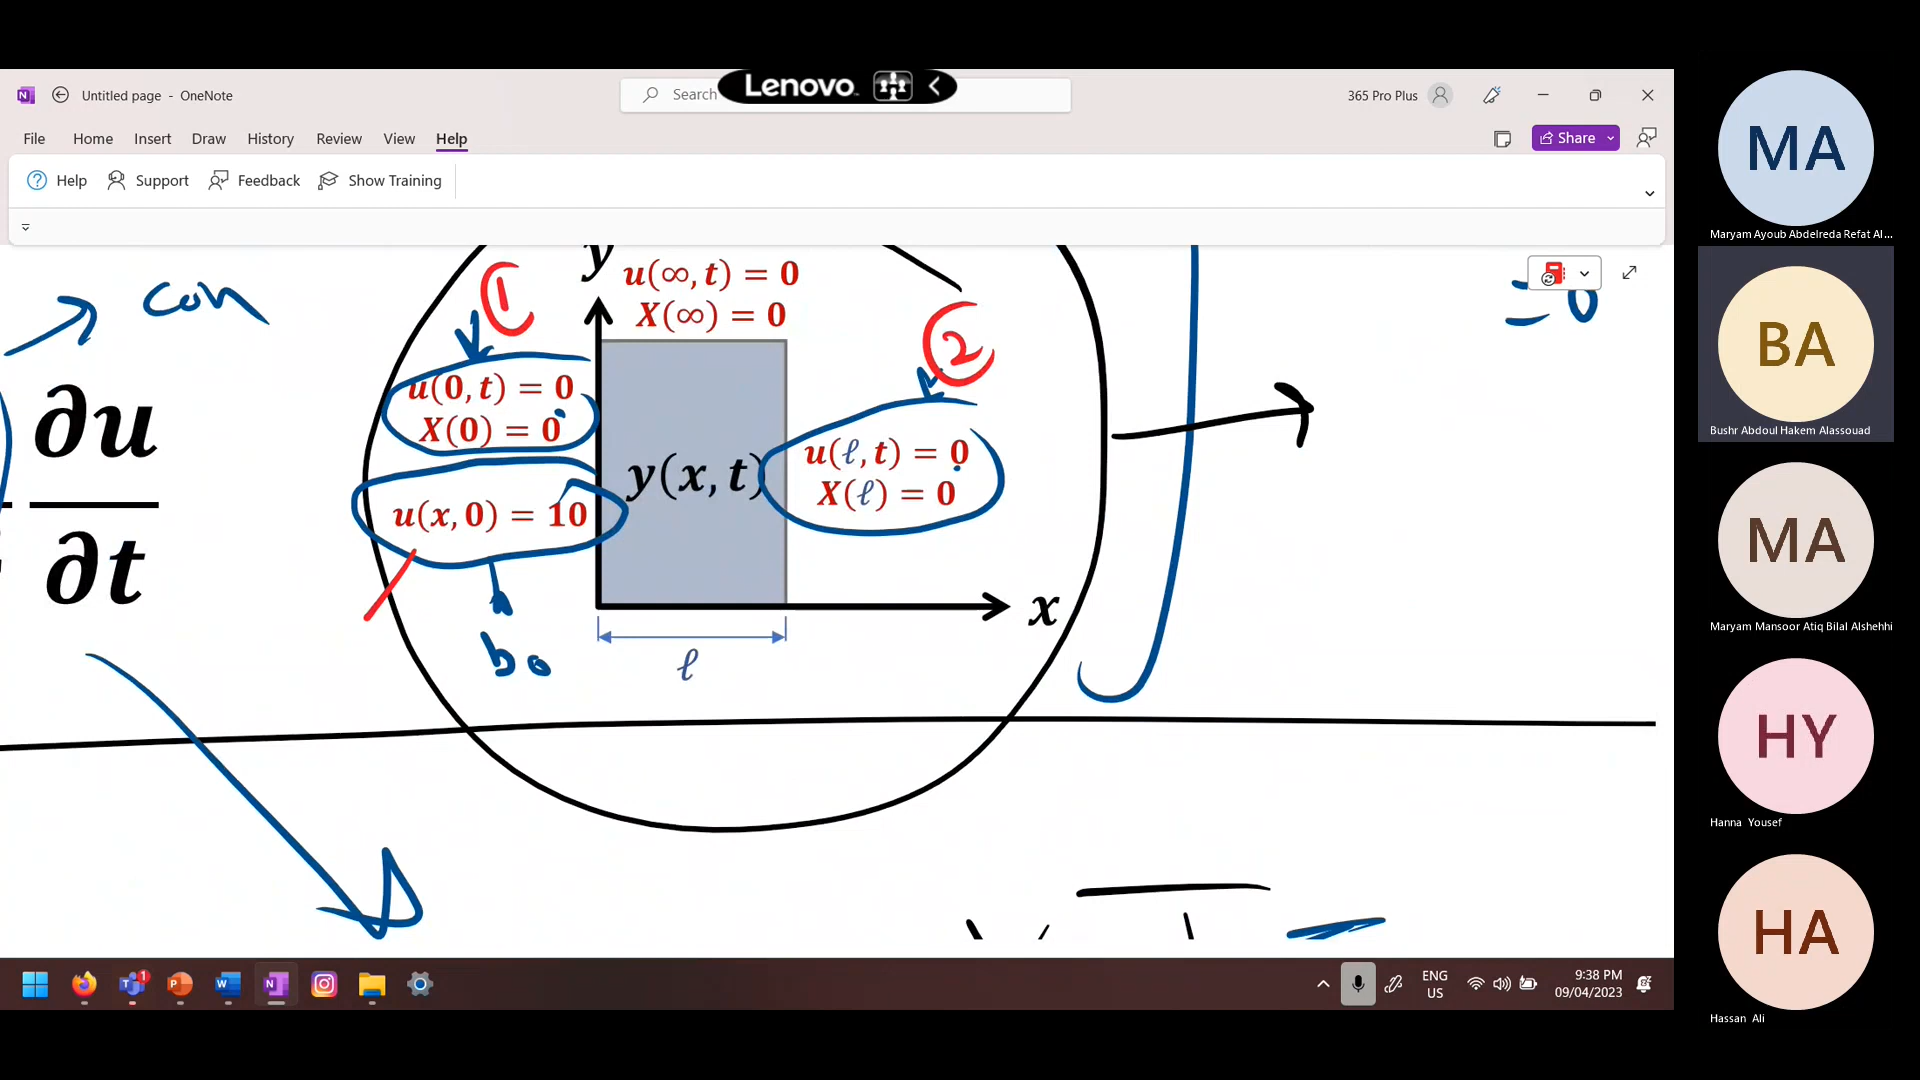 Lenovo
Untitled page - OneNote
Search
365 Pro Plus
File Home Insert Draw History Review View Help
Share
Help Support Feedback Show Training
y
u(∞, t) = 0
X(∞) = 0
con
1
2
= 0
u(0, t) = 0
X(0) = 0
∂u
∂t
u(ℓ, t) = 0
X(ℓ) = 0
y(x, t)
u(x, 0) = 10
x
ℓ
MA
Maryam Ayoub Abdelreda Refat Al...
BA
Bushr Abdoul Hakem Alassouad
MA
Maryam Mansoor Atiq Bilal Alshehhi
HY
Hanna Yousef
HA
Hassan Ali
1
ENG
US
9:38 PM
09/04/2023